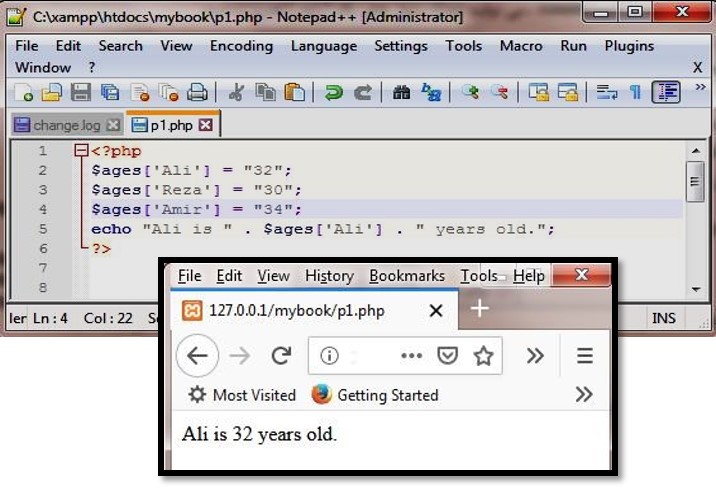 C:\xampp\htdocs\mybook\p1.php - Notepad++ [Administrator]
File Edit Search View Encoding Language Settings Tools Macro Run Plugins
Window ? X
change.log p1.php
1 <?php
2 $ages['Ali'] = "32";
3 $ages['Reza'] = "30";
4 $ages['Amir'] = "34";
5 echo "Ali is " . $ages['Ali'] . " years old.";
6 ?>
7
8
ler Ln : 4 Col : 22 S INS
File Edit View History Bookmarks Tools Help
127.0.0.1/mybook/p1.php
Most Visited Getting Started
Ali is 32 years old.